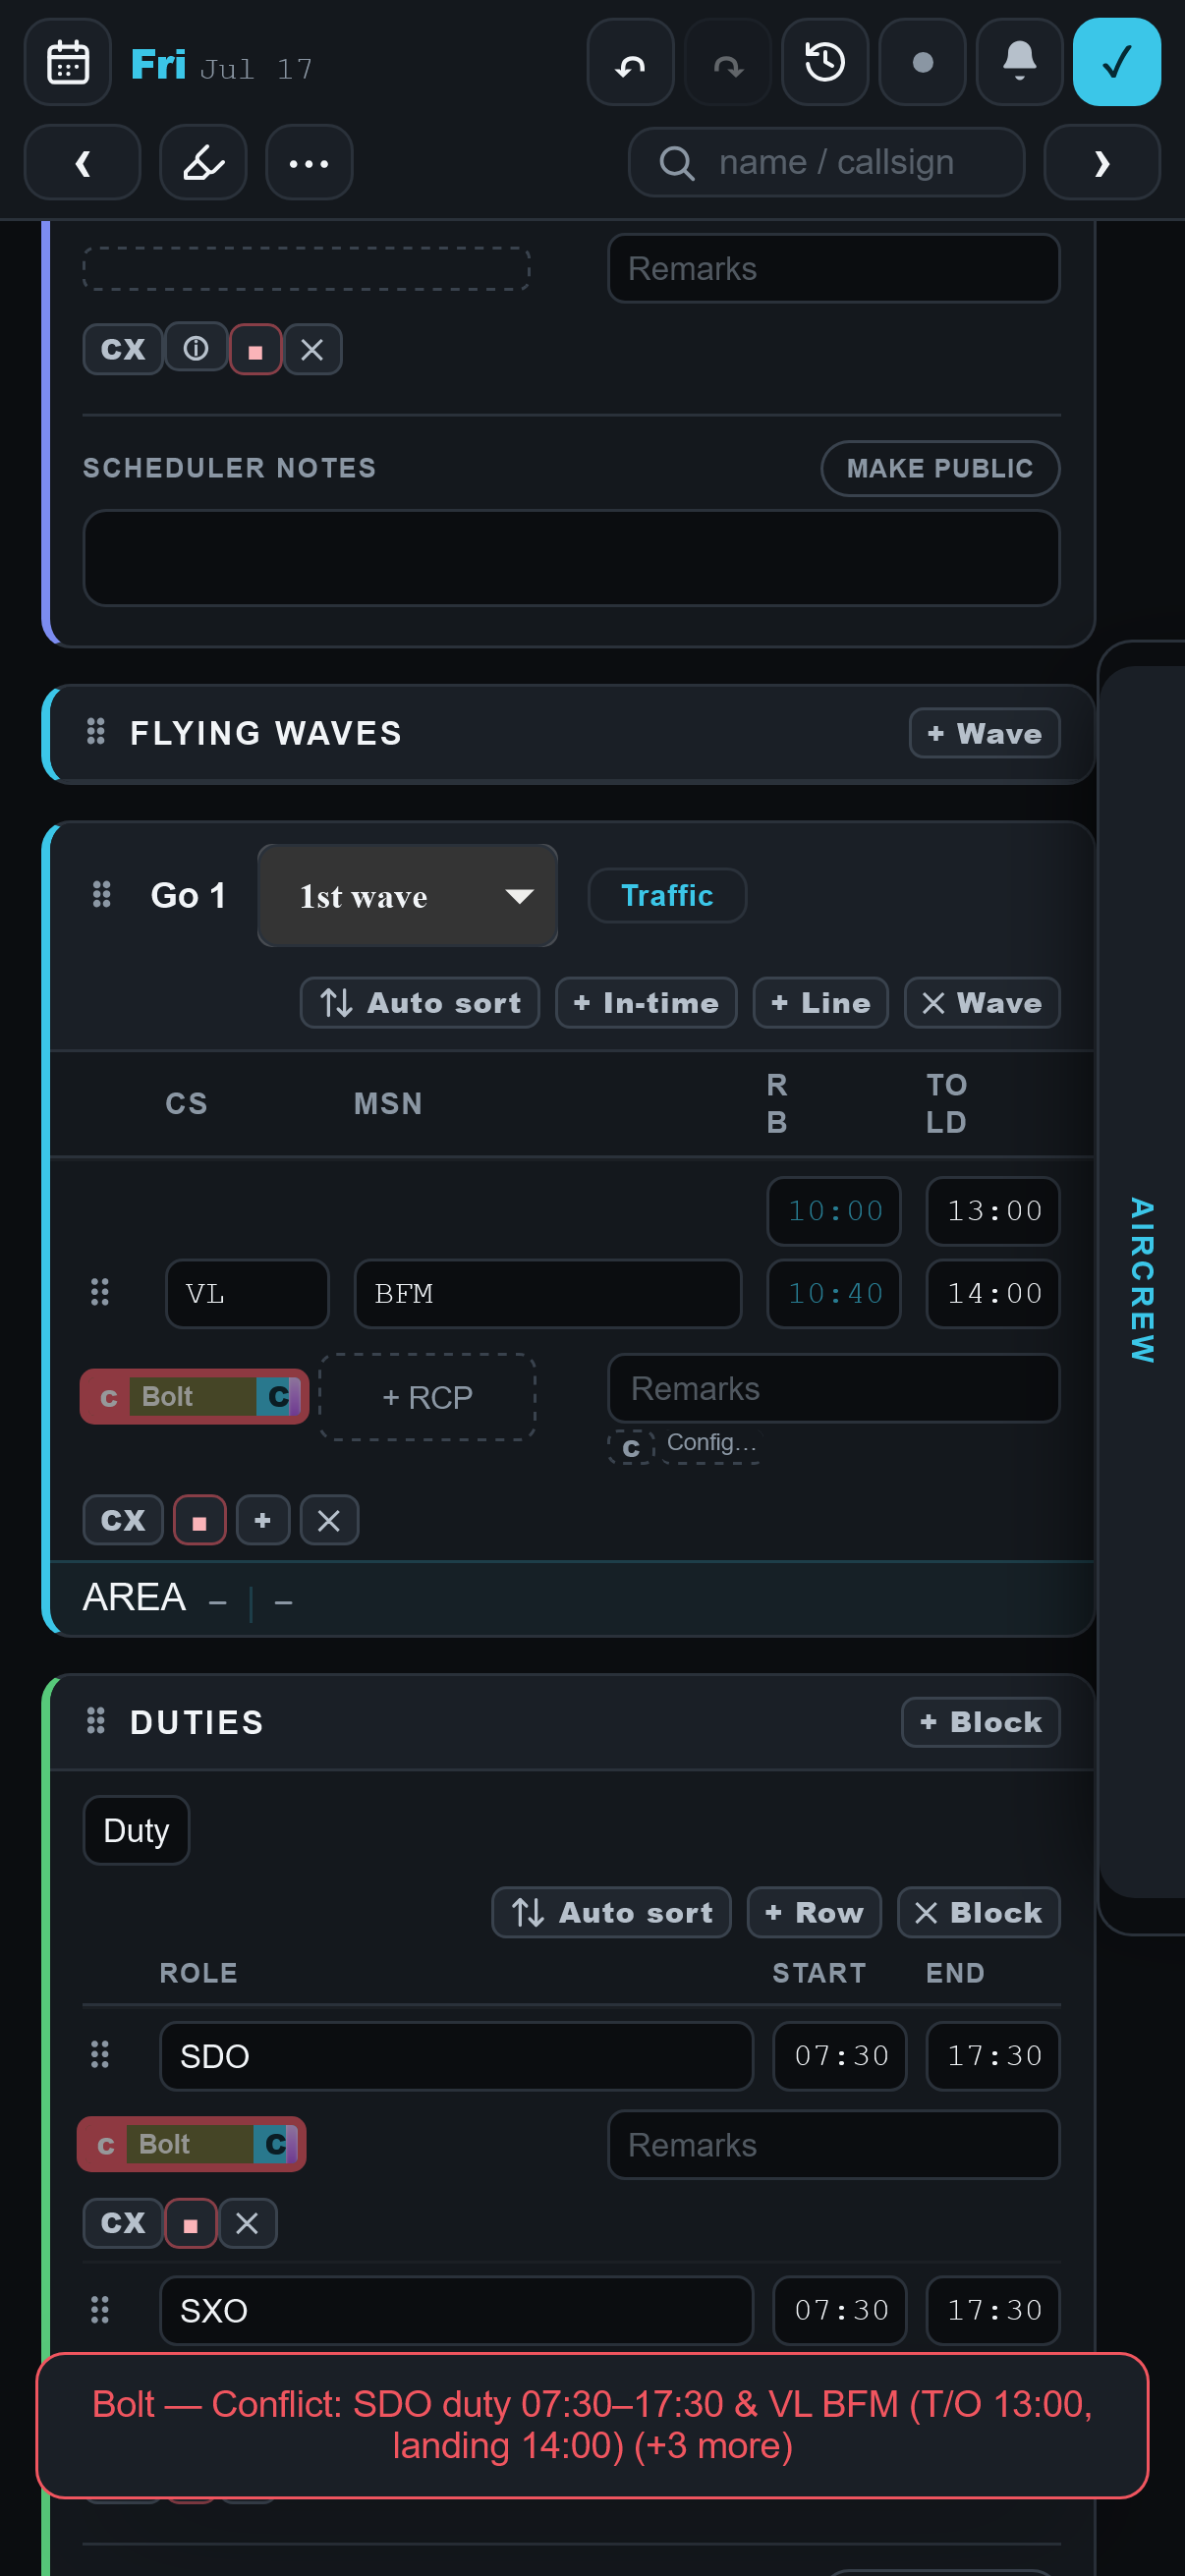 Fri Jul 17
name / callsign
Remarks
CX
SCHEDULER NOTES MAKE PUBLIC
FLYING WAVES + Wave
Go 1 1st wave Traffic
Auto sort + In-time + Line × Wave
CS MSN R TO
B LD
10:00 13:00
VL BFM 10:40 14:00
C Bolt C + RCP Remarks
C Config...
CX + ×
AREA – | –
AIRCREW
DUTIES + Block
Duty
Auto sort + Row × Block
ROLE START END
SDO 07:30 17:30
C Bolt C Remarks
CX ×
SXO 07:30 17:30
Bolt — Conflict: SDO duty 07:30–17:30 & VL BFM (T/O 13:00,
landing 14:00) (+3 more)